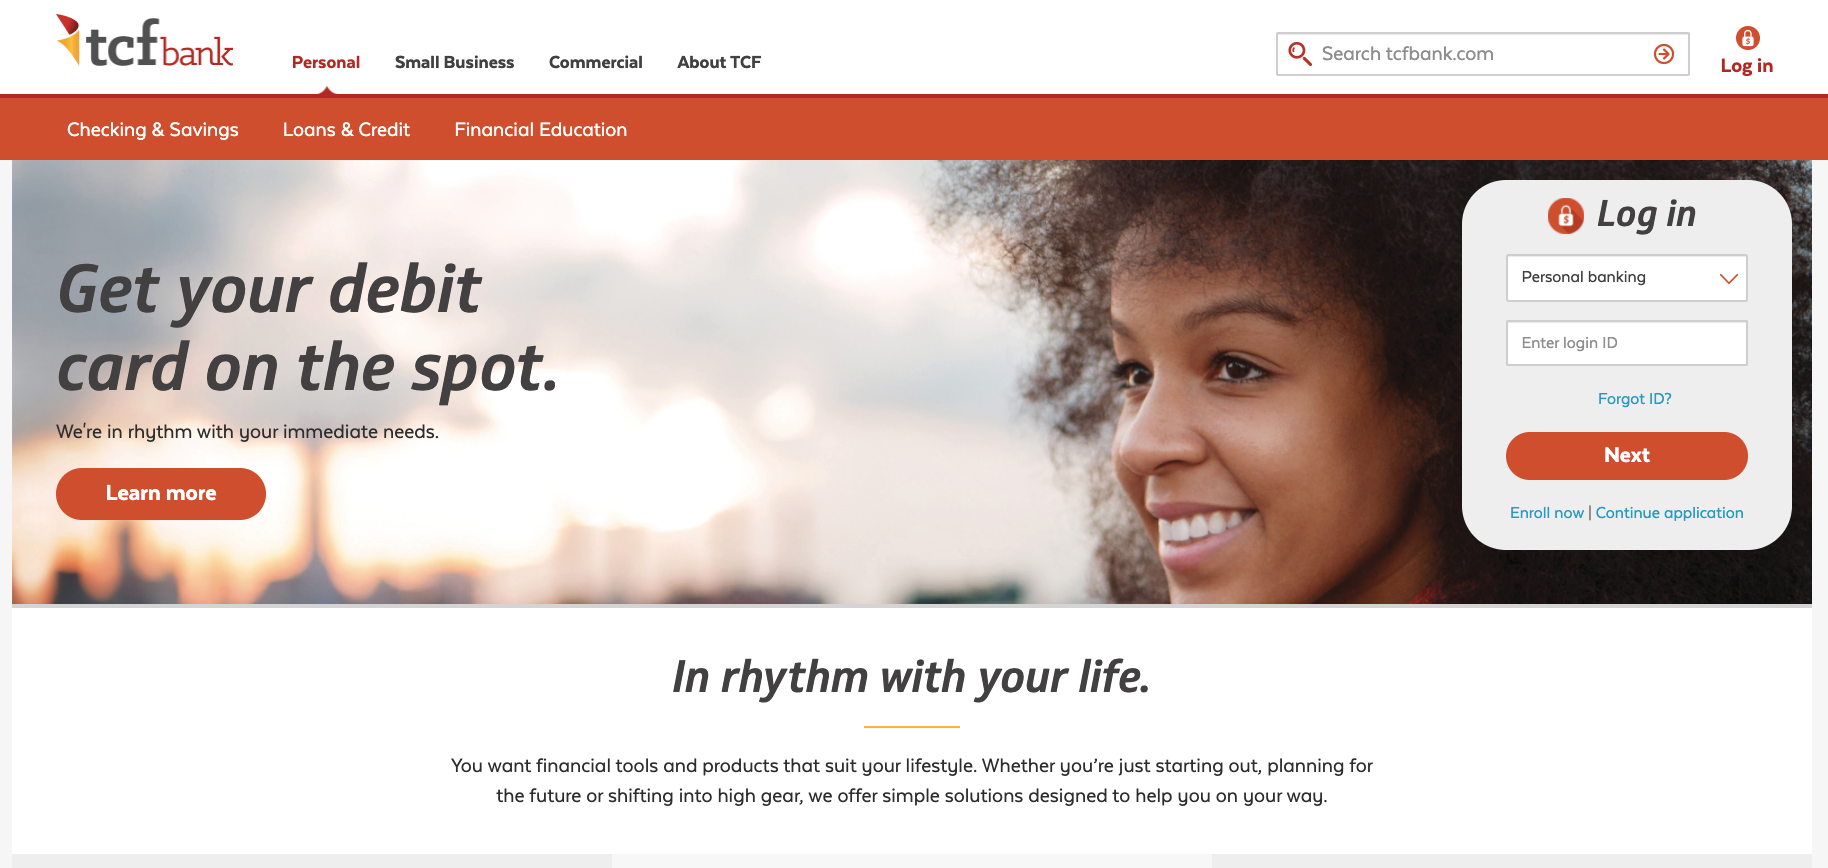 tcfbank
Personal
Small Business
Commercial
About TCF
Search tcfbank.com
Log in
Checking & Savings
Loans & Credit
Financial Education
Get your debit
card on the spot.
We're in rhythm with your immediate needs.
Learn more
Log in
Personal banking
Enter login ID
Forgot ID?
Next
Enroll now | Continue application
In rhythm with your life.
You want financial tools and products that suit your lifestyle. Whether you’re just starting out, planning for
the future or shifting into high gear, we offer simple solutions designed to help you on your way.